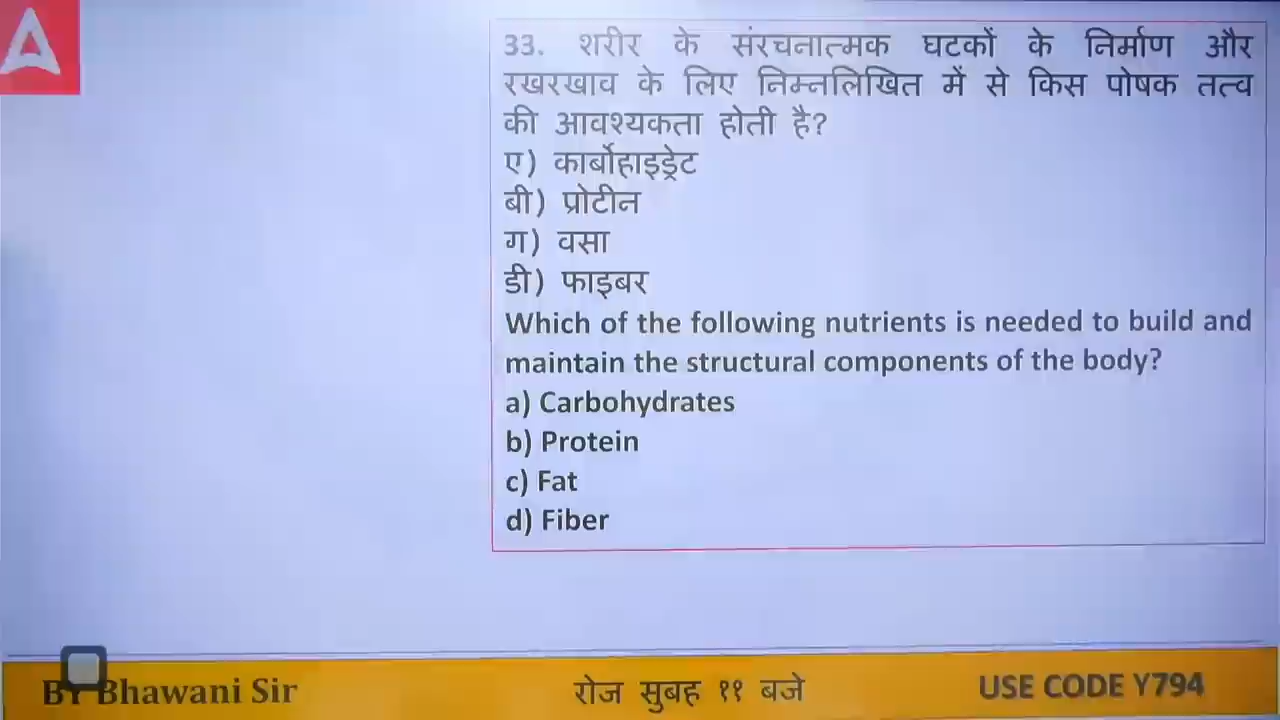 33. शरीर के संरचनात्मक घटकों के निर्माण और
रखरखाव के लिए निम्नलिखित में से किस पोषक तत्व
की आवश्यकता होती है?
ए) कार्बोहाइड्रेट
बी) प्रोटीन
ग) वसा
डी) फाइबर
Which of the following nutrients is needed to build and
maintain the structural components of the body?
a) Carbohydrates
b) Protein
c) Fat
d) Fiber
BY Bhawani Sir
रोज सुबह ११ बजे
USE CODE Y794